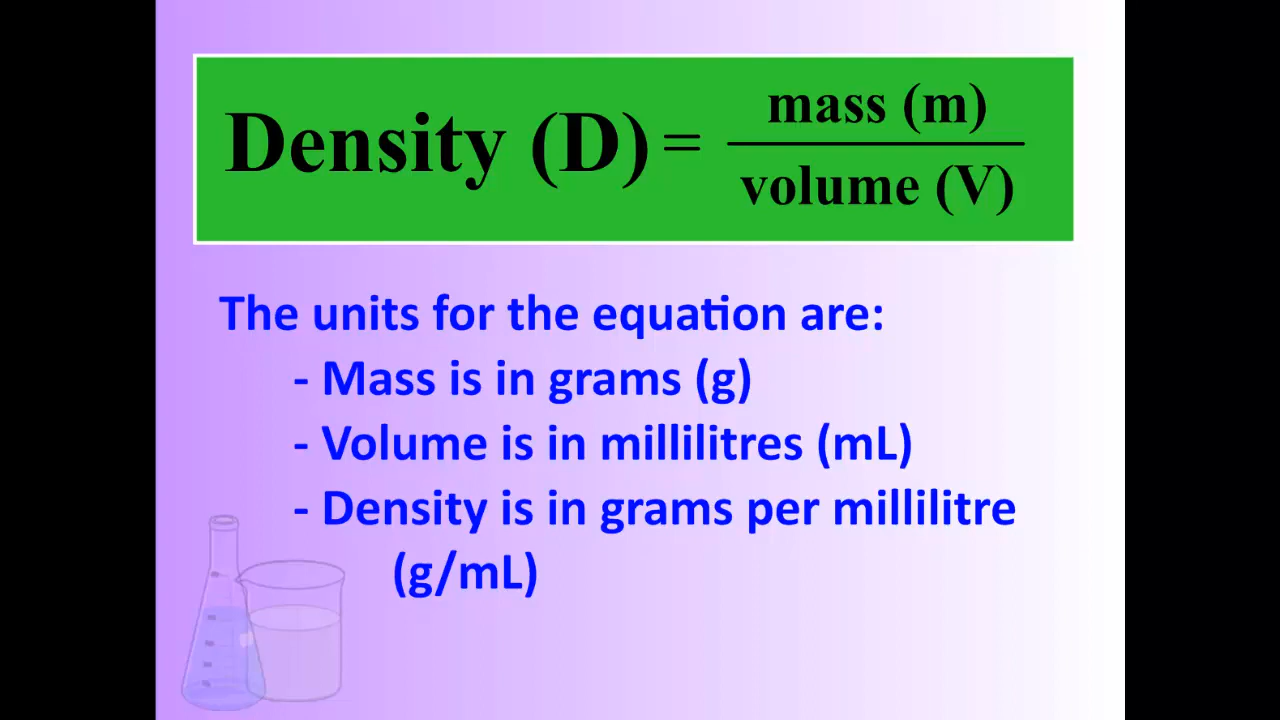 Density (D) = mass (m)
volume (V)
The units for the equation are:
- Mass is in grams (g)
- Volume is in millilitres (mL)
- Density is in grams per millilitre
(g/mL)